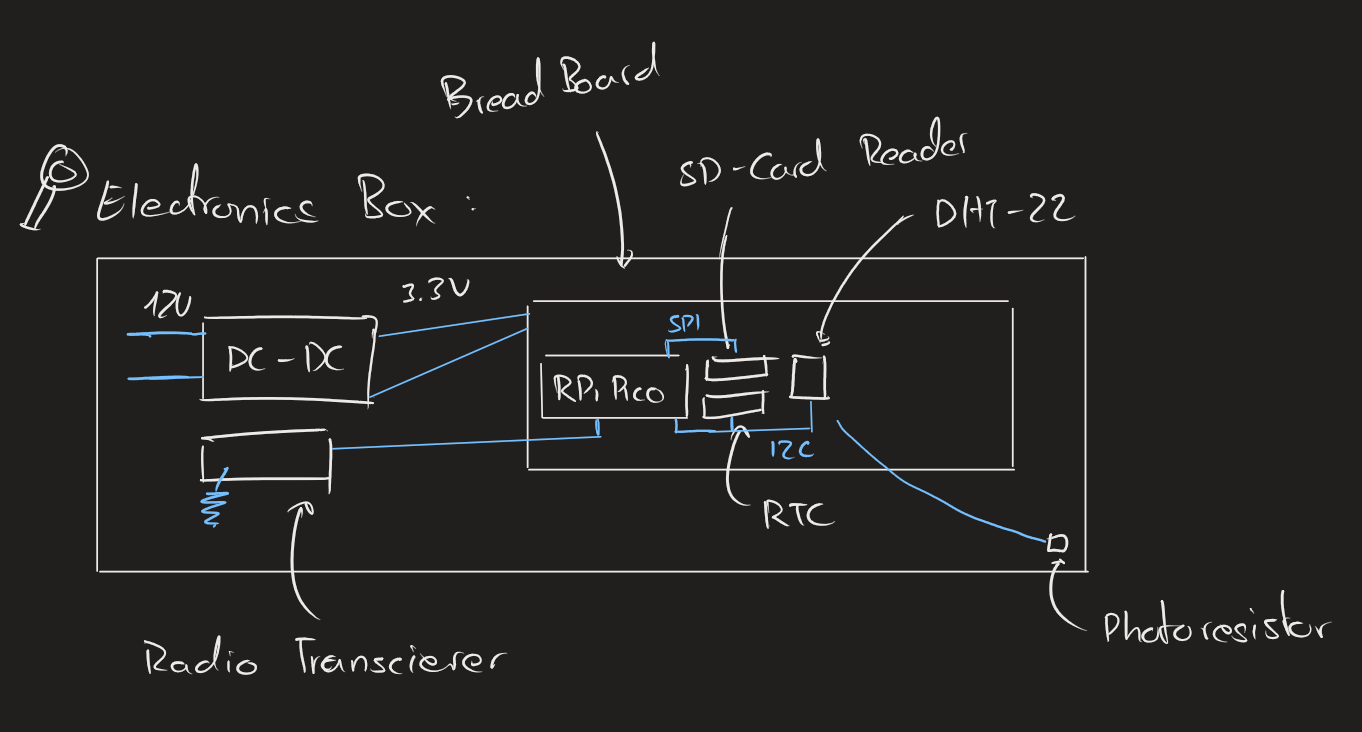 Bread Board
SD-Card Reader
DHT-22
Electronics Box :
12V
3.3V
DC - DC
SPI
RPi Pico
I2C
RTC
Radio Transciever
Photoresistor